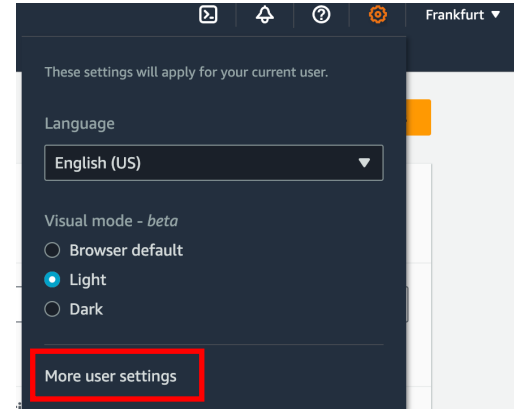 Frankfurt ▼
These settings will apply for your current user.
Language
English (US)
Visual mode - beta
Browser default
Light
Dark
More user settings